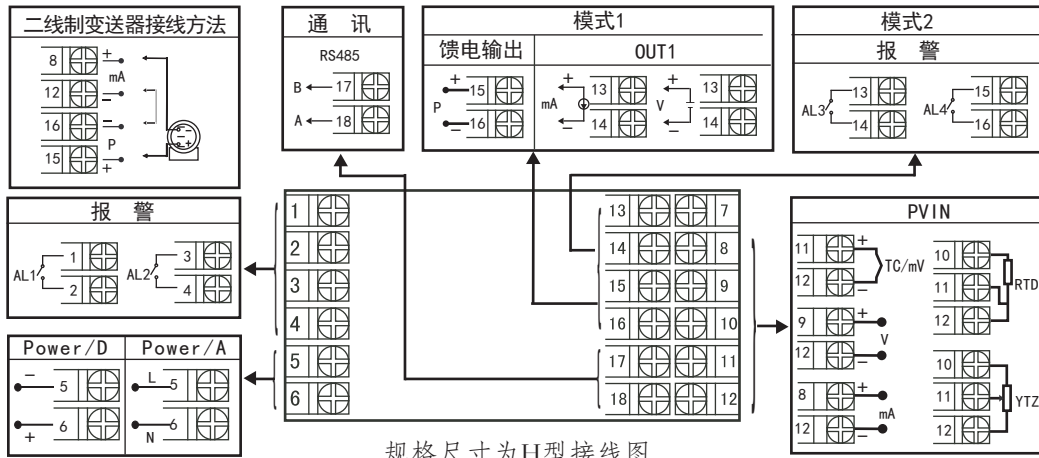 二线制变送器接线方法
8 + mA
12 −
16 − P
15 +
通 讯
RS485
B 17
A 18
模式1
馈电输出 OUT1
+ 15 P − 16
+ mA − 13 14
+ V − 13 14
模式2
报 警
AL3 13 14
AL4 15 16
报 警
AL1 1 2
AL2 3 4
Power/D Power/A
− 5 L 5
+ 6 N 6
1 13 7
2 14 8
3 15 9
4 16 10
5 17 11
6 18 12
PVIN
11 + TC/mV
12 −
9 + V
12 −
8 + mA
12 −
10 RTD
11
12
10
11 YTZ
12
规格尺寸为H型接线图